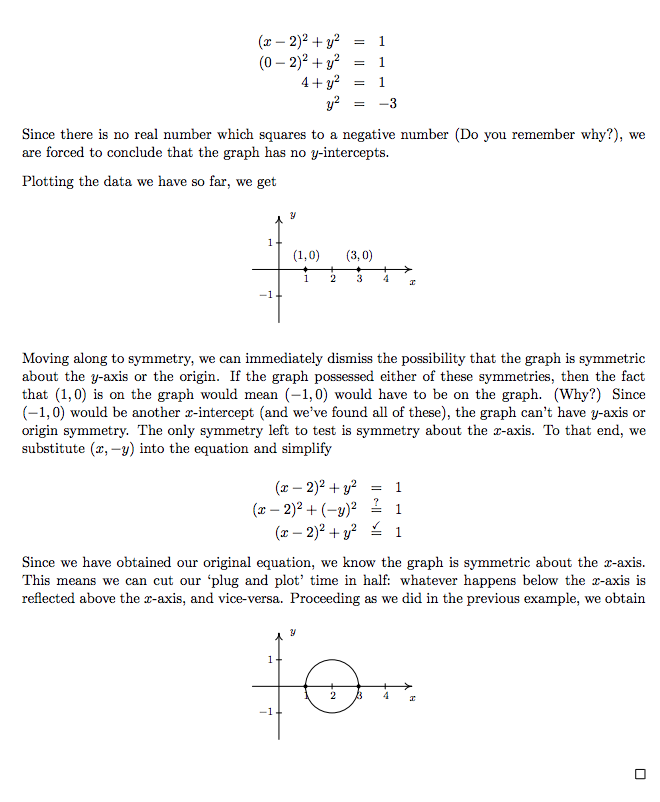 (x − 2)² + y² = 1
(0 − 2)² + y² = 1
4 + y² = 1
y² = −3
Since there is no real number which squares to a negative number (Do you remember why?), we
are forced to conclude that the graph has no y-intercepts.
Plotting the data we have so far, we get
y
1
(1, 0) (3, 0)
1 2 3 4 x
−1
Moving along to symmetry, we can immediately dismiss the possibility that the graph is symmetric
about the y-axis or the origin. If the graph possessed either of these symmetries, then the fact
that (1, 0) is on the graph would mean (−1, 0) would have to be on the graph. (Why?) Since
(−1, 0) would be another x-intercept (and we've found all of these), the graph can't have y-axis or
origin symmetry. The only symmetry left to test is symmetry about the x-axis. To that end, we
substitute (x, −y) into the equation and simplify
(x − 2)² + y² = 1
(x − 2)² + (−y)² ≟ 1
(x − 2)² + y² ✓= 1
Since we have obtained our original equation, we know the graph is symmetric about the x-axis.
This means we can cut our 'plug and plot' time in half: whatever happens below the x-axis is
reflected above the x-axis, and vice-versa. Proceeding as we did in the previous example, we obtain
y
1
1 2 3 4 x
−1